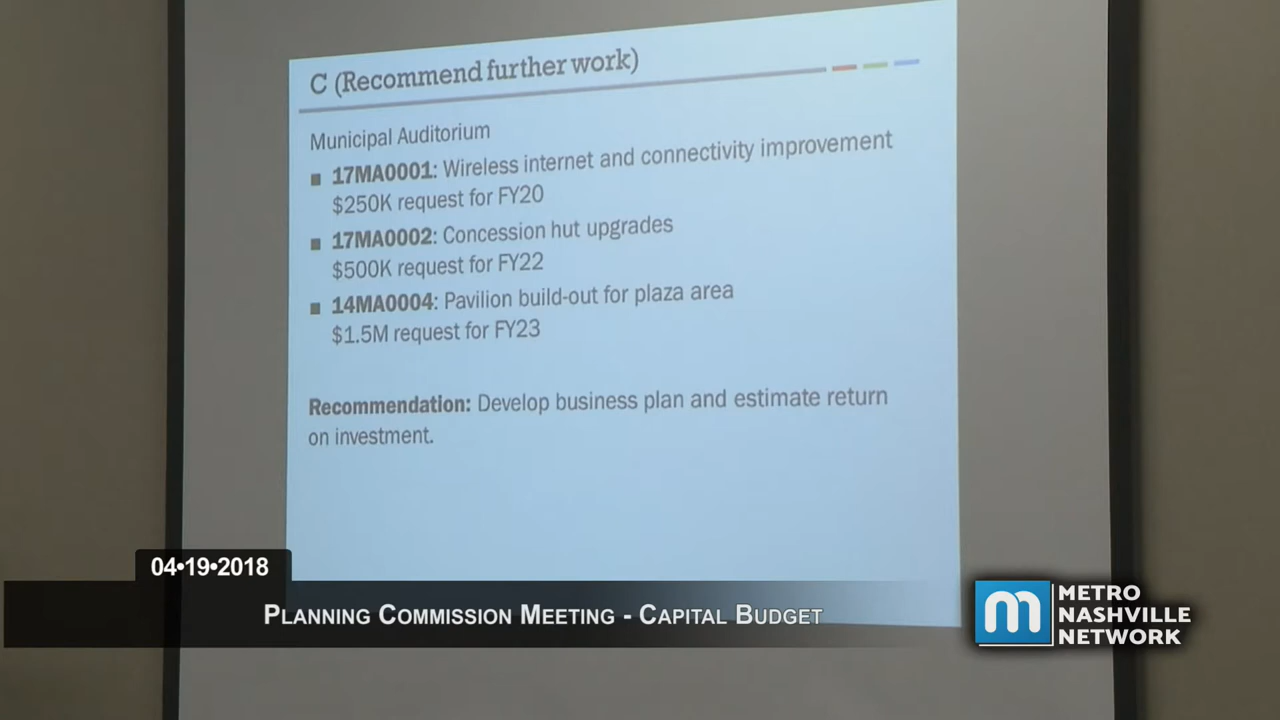 C (Recommend further work)
Municipal Auditorium
17MA0001: Wireless internet and connectivity improvement
$250K request for FY20
17MA0002: Concession hut upgrades
$500K request for FY22
14MA0004: Pavilion build-out for plaza area
$1.5M request for FY23
Recommendation: Develop business plan and estimate return
on investment.
04•19•2018
Planning Commission Meeting - Capital Budget
m
METRO
NASHVILLE
NETWORK